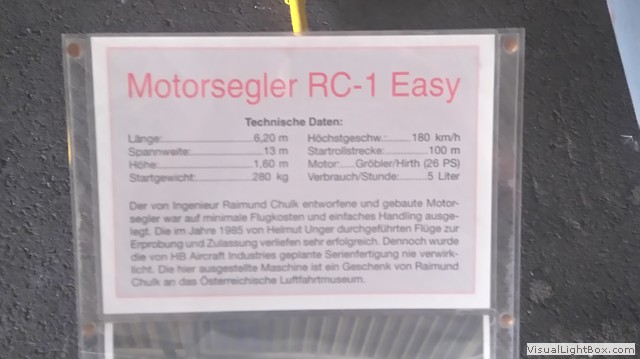 Motorsegler RC-1 Easy
Technische Daten:
Länge:..........6,20 m Höchstgeschw.:..........180 km/h
Spannweite:..........13 m Startrollstrecke:..........100 m
Höhe:..........1,60 m Motor:.....Gröbler/Hirth (26 PS)
Startgewicht:..........280 kg Verbrauch/Stunde:..........5 Liter
Der von Ingenieur Raimund Chulk entworfene und gebaute Motor-
segler war auf minimale Flugkosten und einfaches Handling ausge-
legt. Die im Jahre 1985 von Helmut Unger durchgeführten Flüge zur
Erprobung und Zulassung verliefen sehr erfolgreich. Dennoch wurde
die von HB Aircraft Industries geplante Serienfertigung nie verwirk-
licht. Die hier ausgestellte Maschine ist ein Geschenk von Raimund
Chulk an das Österreichische Luftfahrtmuseum.
VisualLightBox.com